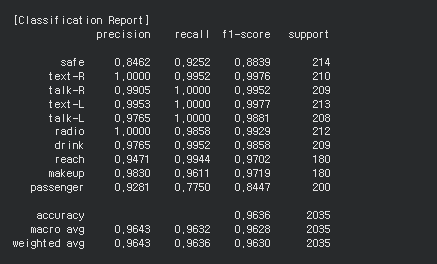 [Classification Report]
precision recall f1-score support
safe 0.8462 0.9252 0.8839 214
text-R 1.0000 0.9952 0.9976 210
talk-R 0.9905 1.0000 0.9952 209
text-L 0.9953 1.0000 0.9977 213
talk-L 0.9765 1.0000 0.9881 208
radio 1.0000 0.9858 0.9929 212
drink 0.9765 0.9952 0.9858 209
reach 0.9471 0.9944 0.9702 180
makeup 0.9830 0.9611 0.9719 180
passenger 0.9281 0.7750 0.8447 200
accuracy 0.9636 2035
macro avg 0.9643 0.9632 0.9628 2035
weighted avg 0.9643 0.9636 0.9630 2035